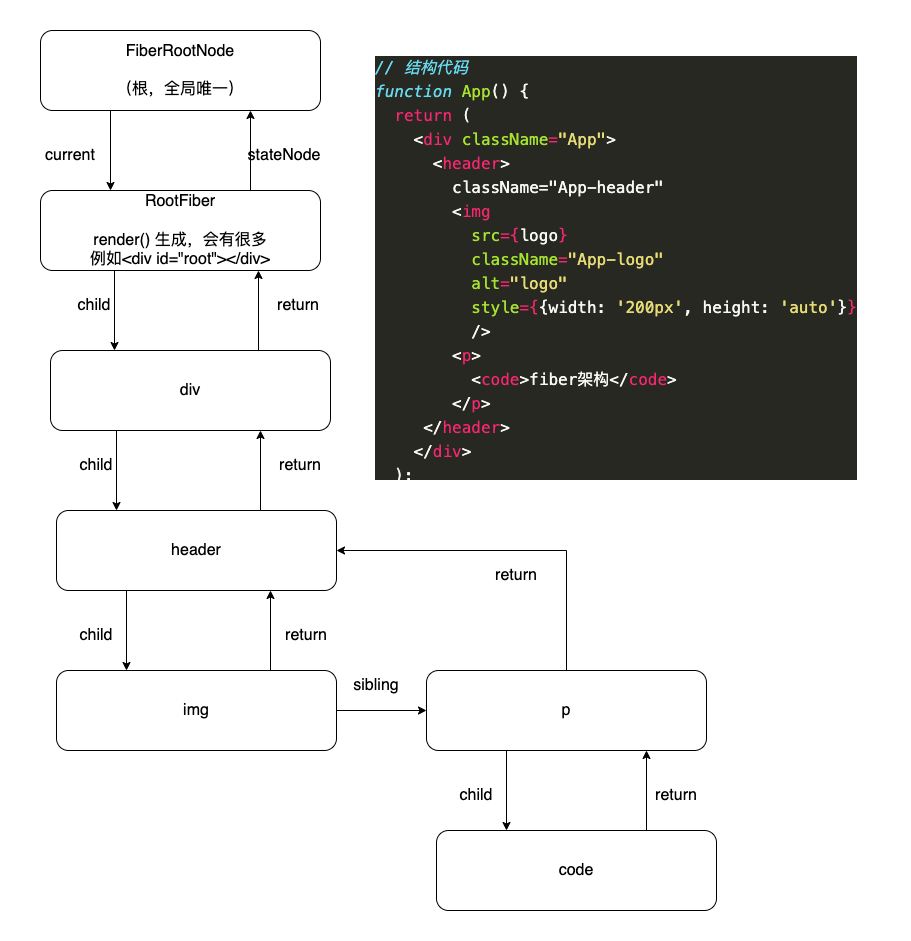 FiberRootNode
（根，全局唯一）
current
stateNode
RootFiber
render() 生成，会有很多
例如<div id="root"></div>
child
return
div
child
return
header
child
return
return
img
sibling
p
child
return
code
// 结构代码
function App() {
  return (
    <div className="App">
      <header>
        className="App-header"
        <img
          src={logo}
          className="App-logo"
          alt="logo"
          style={{width: '200px', height: 'auto'}}
          />
        <p>
          <code>fiber架构</code>
        </p>
     </header>
    </div>
  );